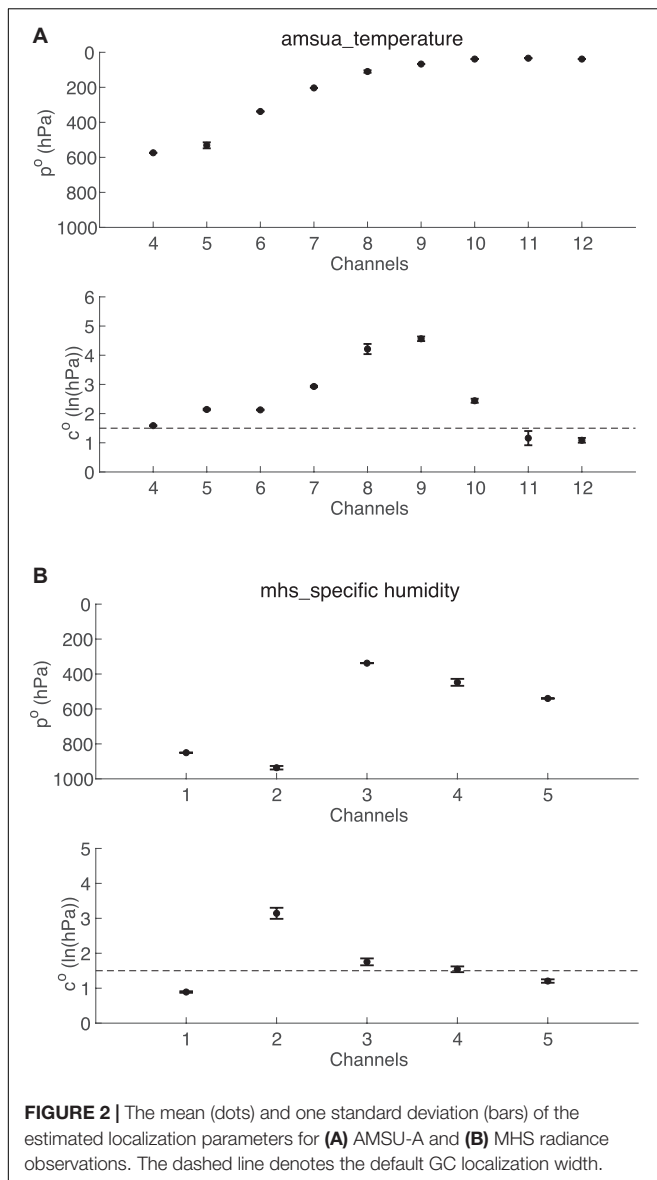 A
amsua_temperature
0
200
400
600
800
1000
p° (hPa)
4 5 6 7 8 9 10 11 12
Channels
6
5
4
3
2
1
0
c° (ln(hPa))
4 5 6 7 8 9 10 11 12
Channels
B
mhs_specific humidity
0
200
400
600
800
1000
p° (hPa)
1 2 3 4 5
Channels
5
4
3
2
1
0
c° (ln(hPa))
1 2 3 4 5
Channels
FIGURE 2 | The mean (dots) and one standard deviation (bars) of the
estimated localization parameters for (A) AMSU-A and (B) MHS radiance
observations. The dashed line denotes the default GC localization width.